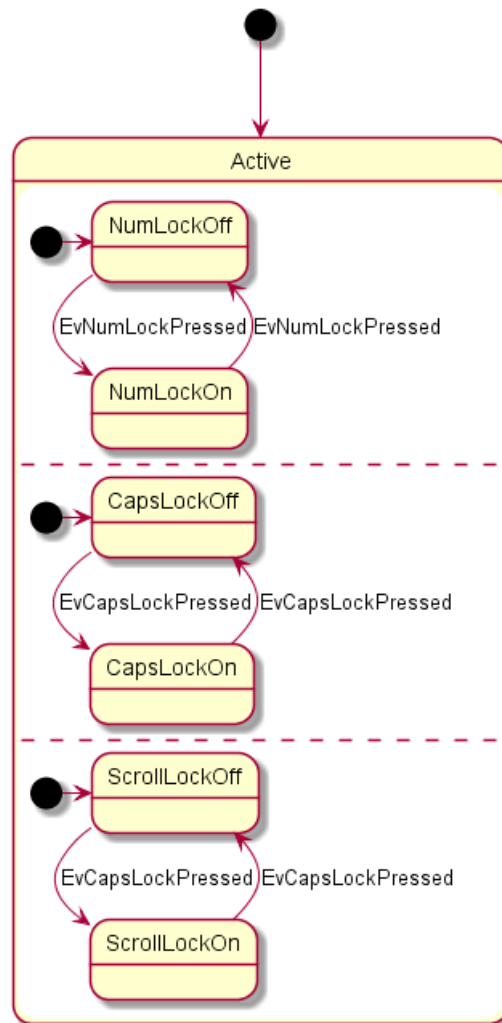 Active
NumLockOff
EvNumLockPressed EvNumLockPressed
NumLockOn
CapsLockOff
EvCapsLockPressed EvCapsLockPressed
CapsLockOn
ScrollLockOff
EvCapsLockPressed EvCapsLockPressed
ScrollLockOn